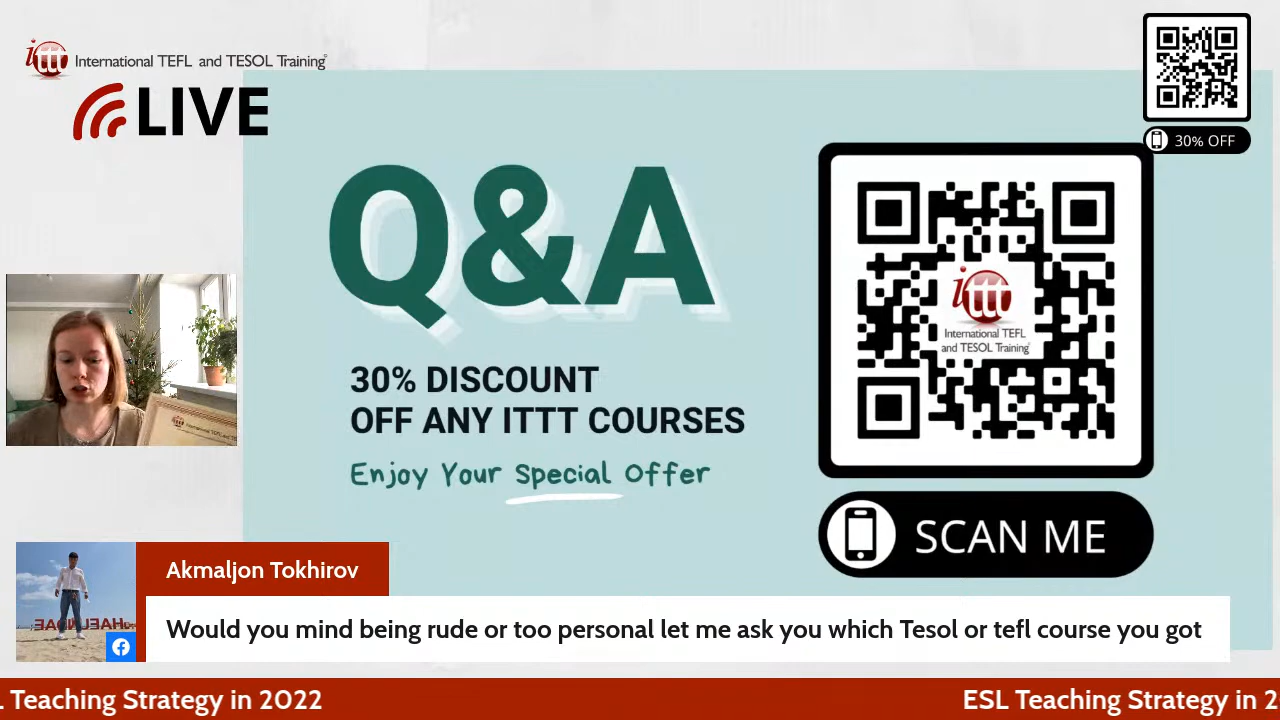 ittt International TEFL and TESOL Training
LIVE
30% OFF
Q&A
30% DISCOUNT
OFF ANY ITTT COURSES
Enjoy Your Special Offer
ittt
International TEFL
and TESOL Training
SCAN ME
Akmaljon Tokhirov
Would you mind being rude or too personal let me ask you which Tesol or tefl course you got
Teaching Strategy in 2022
ESL Teaching Strategy in 2